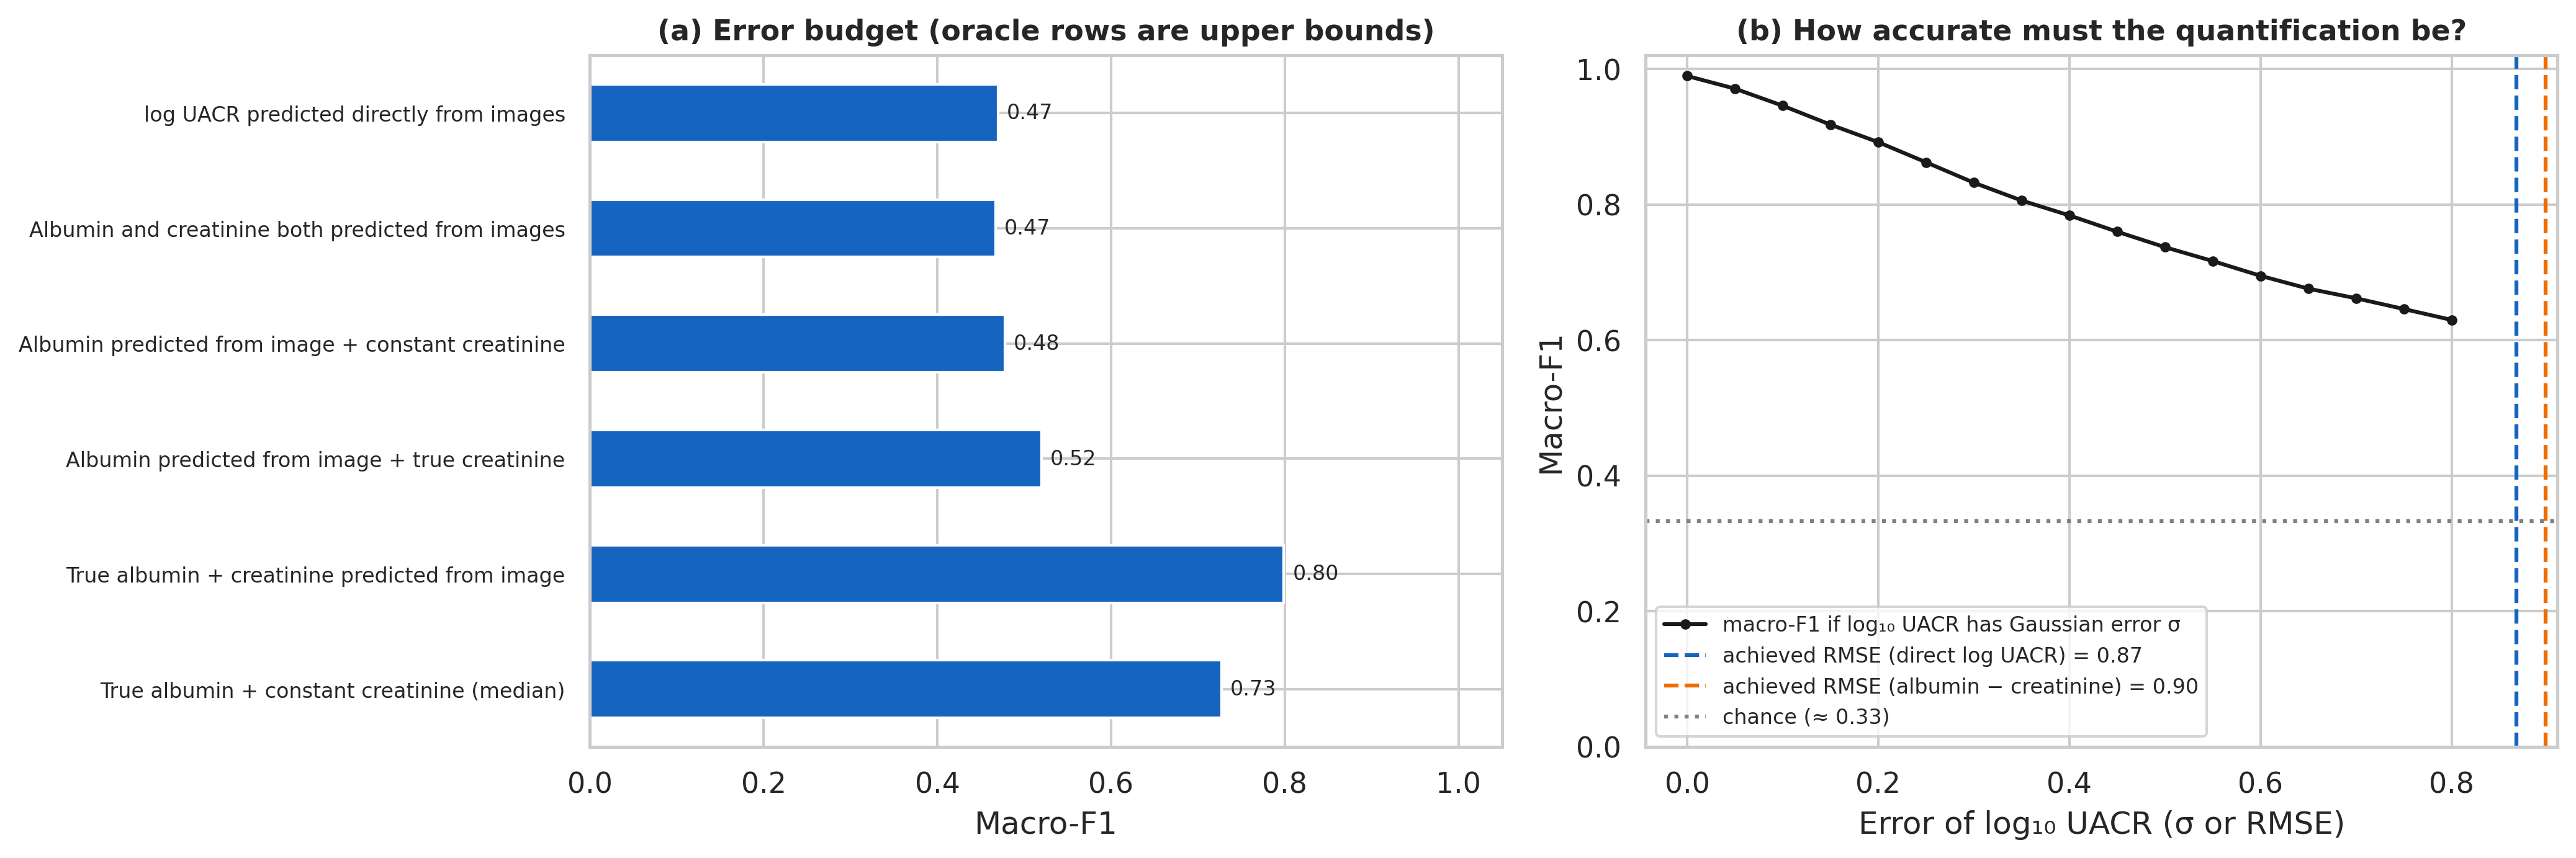 (a) Error budget (oracle rows are upper bounds)
log UACR predicted directly from images
0.47
Albumin and creatinine both predicted from images
0.47
Albumin predicted from image + constant creatinine
0.48
Albumin predicted from image + true creatinine
0.52
True albumin + creatinine predicted from image
0.80
True albumin + constant creatinine (median)
0.73
0.0 0.2 0.4 0.6 0.8 1.0
Macro-F1
(b) How accurate must the quantification be?
1.0
0.8
0.6
0.4
0.2
0.0
Macro-F1
macro-F1 if log₁₀ UACR has Gaussian error σ
achieved RMSE (direct log UACR) = 0.87
achieved RMSE (albumin − creatinine) = 0.90
chance (≈ 0.33)
0.0 0.2 0.4 0.6 0.8
Error of log₁₀ UACR (σ or RMSE)